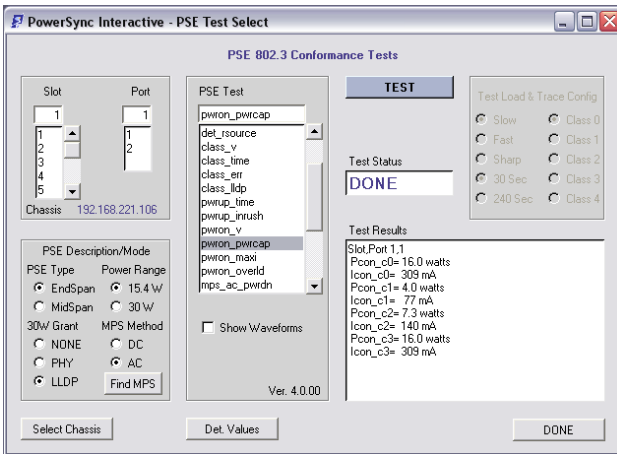 PowerSync Interactive - PSE Test Select
PSE 802.3 Conformance Tests
Slot
Port
1
1
1
2
3
4
5
1
2
Chassis 192.168.221.106
PSE Description/Mode
PSE Type
Power Range
EndSpan
15.4 W
MidSpan
30 W
30W Grant
MPS Method
NONE
DC
PHY
AC
LLDP
Find MPS
PSE Test
pwron_pwrcap
det_rsource
class_v
class_time
class_err
class_lldp
pwrup_time
pwrup_inrush
pwron_v
pwron_pwrcap
pwron_maxi
pwron_overld
mps_ac_pwrdn
Show Waveforms
Ver. 4.0.00
TEST
Test Status
DONE
Test Load & Trace Config
Slow
Class 0
Fast
Class 1
Sharp
Class 2
30 Sec
Class 3
240 Sec
Class 4
Test Results
Slot,Port 1,1
Pcon_c0= 16.0 watts
Icon_c0= 309 mA
Pcon_c1= 4.0 watts
Icon_c1= 77 mA
Pcon_c2= 7.3 watts
Icon_c2= 140 mA
Pcon_c3= 16.0 watts
Icon_c3= 309 mA
Select Chassis
Det. Values
DONE